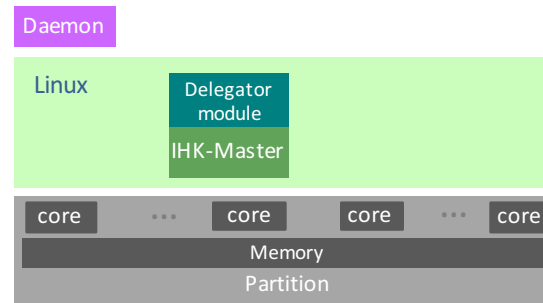 Daemon
Linux
Delegator
module
IHK-Master
core ... core core ... core
Memory
Partition